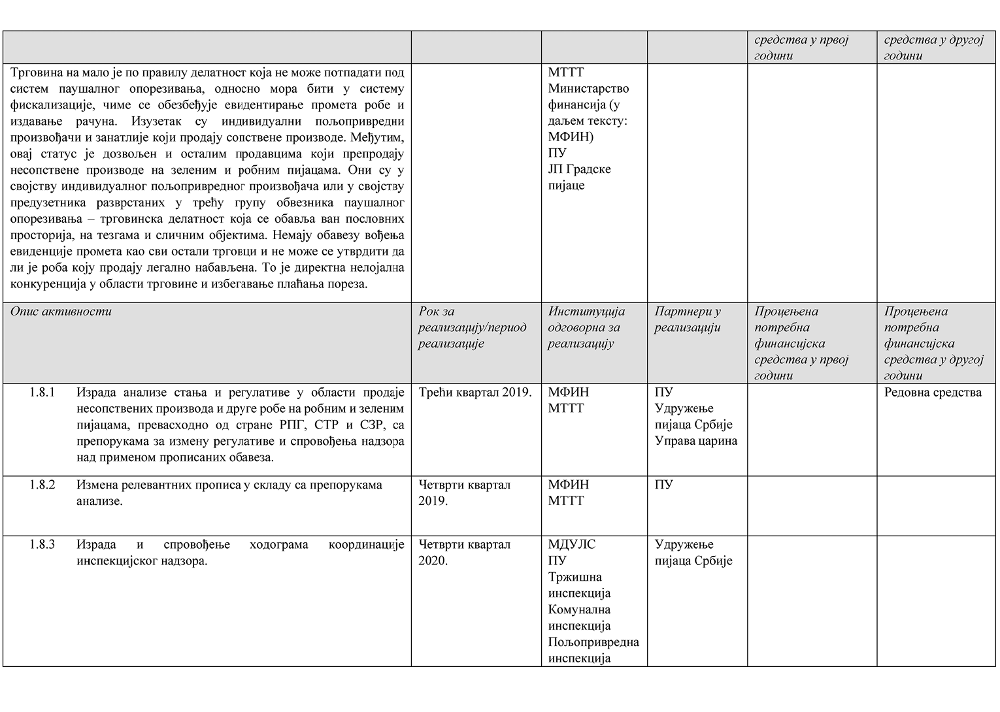 средства у првој
години
средства у другој
години
Трговина на мало је по правилу делатност која не може потпадати под
систем паушалног опорезивања, односно мора бити у систему
фискализације, чиме се обезбеђује евидентирање промета робе и
издавање рачуна. Изузетак су индивидуални пољопривредни
произвођачи и занатлије који продају сопствене производе. Међутим,
овај статус је дозвољен и осталим продавцима који препродају
несопствене производе на зеленим и робним пијацама. Они су у
својству индивидуалног пољопривредног произвођача или у својству
предузетника разврстаних у трећу групу обвезника паушалног
опорезивања – трговинска делатност која се обавља ван пословних
просторија, на тезгама и сличним објектима. Немају обавезу вођења
евиденције промета као сви остали трговци и не може се утврдити да
ли је роба коју продају легално набављена. То је директна нелојална
конкуренција у области трговине и избегавање плаћања пореза.
МТТТ
Министарство
финансија (у
даљем тексту:
МФИН)
ПУ
ЈП Градске
пијаце
Опис активности
Рок за
реализацију/период
реализације
Институција
одговорна за
реализацију
Партнери у
реализацији
Процењена
потребна
финансијска
средства у првој
години
Процењена
потребна
финансијска
средства у другој
години
1.8.1 Израда анализе стања и регулативе у области продаје
несопствених производа и друге робе на робним и зеленим
пијацама, превасходно од стране РПГ, СТР и СЗР, са
препорукама за измену регулативе и спровођења надзора
над применом прописаних обавеза.
Трећи квартал 2019.
МФИН
МТТТ
ПУ
Удружење
пијаца Србије
Управа царина
Редовна средства
1.8.2 Измена релевантних прописа у складу са препорукама
анализе.
Четврти квартал
2019.
МФИН
МТТТ
ПУ
1.8.3 Израда и спровођење ходограма координације
инспекцијског надзора.
Четврти квартал
2020.
МДУЛС
ПУ
Тржишна
инспекција
Комунална
инспекција
Пољопривредна
инспекција
Удружење
пијаца Србије